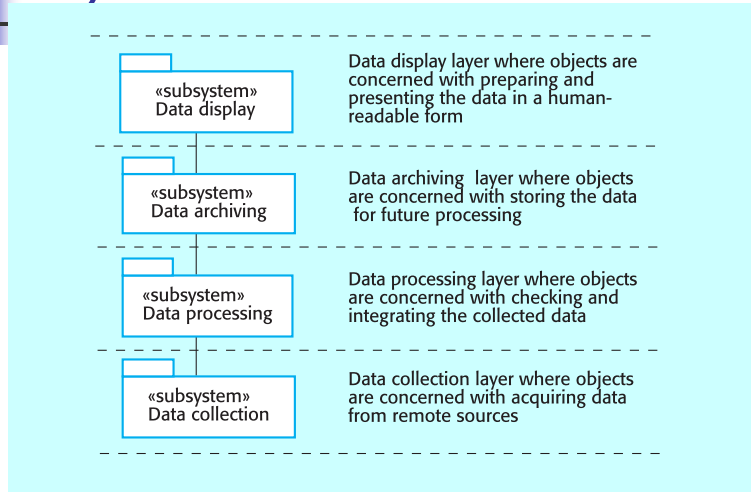 «subsystem»
Data display
Data display layer where objects are
concerned with preparing and
presenting the data in a human-
readable form
«subsystem»
Data archiving
Data archiving layer where objects
are concerned with storing the data
for future processing
«subsystem»
Data processing
Data processing layer where objects
are concerned with checking and
integrating the collected data
«subsystem»
Data collection
Data collection layer where objects
are concerned with acquiring data
from remote sources